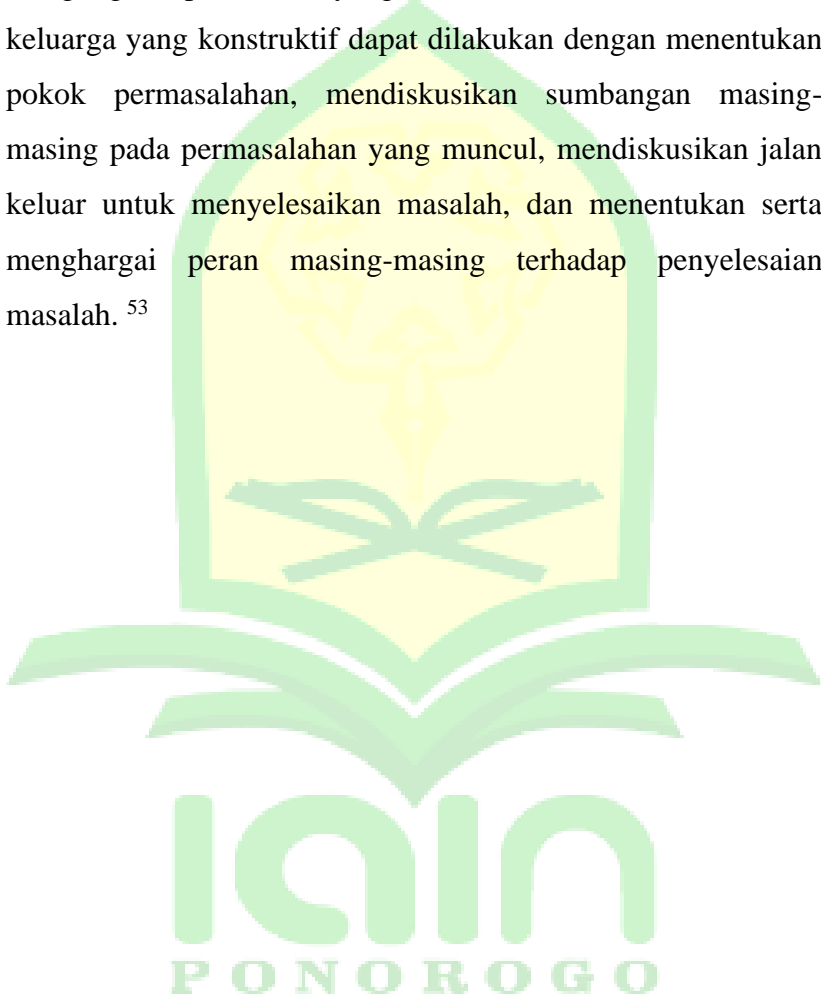 keluarga yang konstruktif dapat dilakukan dengan menentukan
pokok permasalahan, mendiskusikan sumbangan masing-
masing pada permasalahan yang muncul, mendiskusikan jalan
keluar untuk menyelesaikan masalah, dan menentukan serta
menghargai peran masing-masing terhadap penyelesaian
masalah. 53
iain
PONOROGO